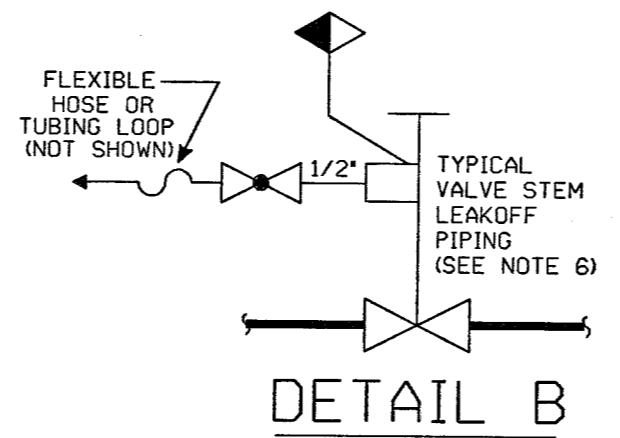 FLEXIBLE
HOSE OR
TUBING LOOP
(NOT SHOWN)
1/2"
TYPICAL
VALVE STEM
LEAKOFF
PIPING
(SEE NOTE 6)
DETAIL B